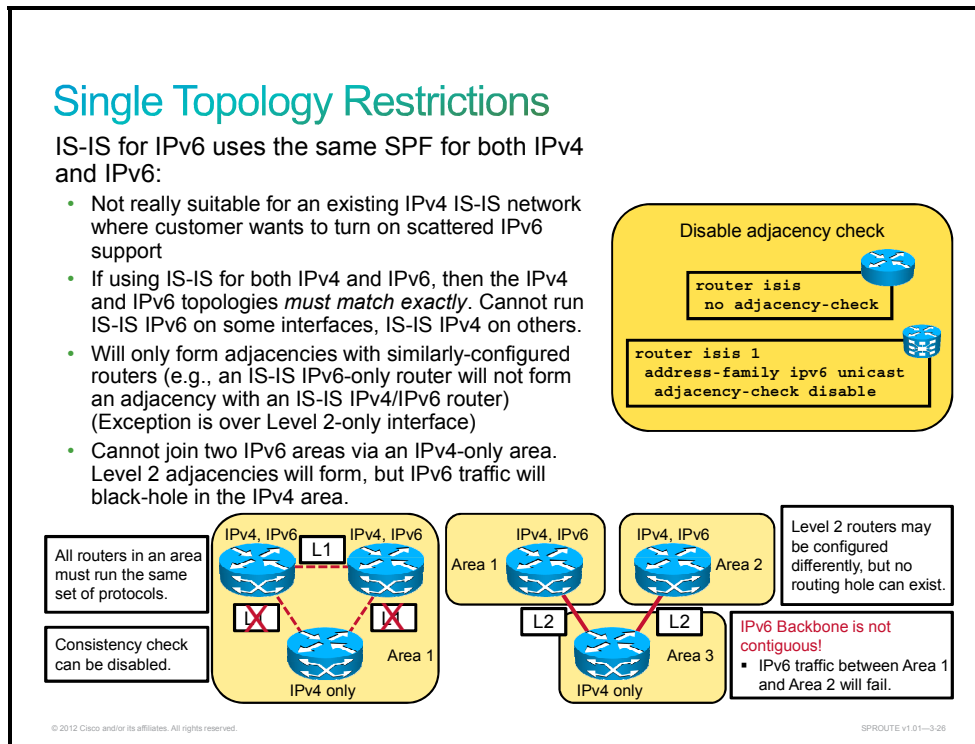 Single Topology Restrictions
IS-IS for IPv6 uses the same SPF for both IPv4
and IPv6:
• Not really suitable for an existing IPv4 IS-IS network
where customer wants to turn on scattered IPv6
support
• If using IS-IS for both IPv4 and IPv6, then the IPv4
and IPv6 topologies must match exactly. Cannot run
IS-IS IPv6 on some interfaces, IS-IS IPv4 on others.
• Will only form adjacencies with similarly-configured
routers (e.g., an IS-IS IPv6-only router will not form
an adjacency with an IS-IS IPv4/IPv6 router)
(Exception is over Level 2-only interface)
• Cannot join two IPv6 areas via an IPv4-only area.
Level 2 adjacencies will form, but IPv6 traffic will
black-hole in the IPv4 area.
Disable adjacency check
router isis
no adjacency-check
router isis 1
address-family ipv6 unicast
adjacency-check disable
All routers in an area
must run the same
set of protocols.
Consistency check
can be disabled.
IPv4, IPv6
IPv4, IPv6
L1
L1
L1
Area 1
IPv4 only
IPv4, IPv6
IPv4, IPv6
Area 1
Area 2
L2
L2
Area 3
IPv4 only
Level 2 routers may
be configured
differently, but no
routing hole can exist.
IPv6 Backbone is not
contiguous!
▪ IPv6 traffic between Area 1
and Area 2 will fail.
© 2012 Cisco and/or its affiliates. All rights reserved.
SPROUTE v1.01—3-26